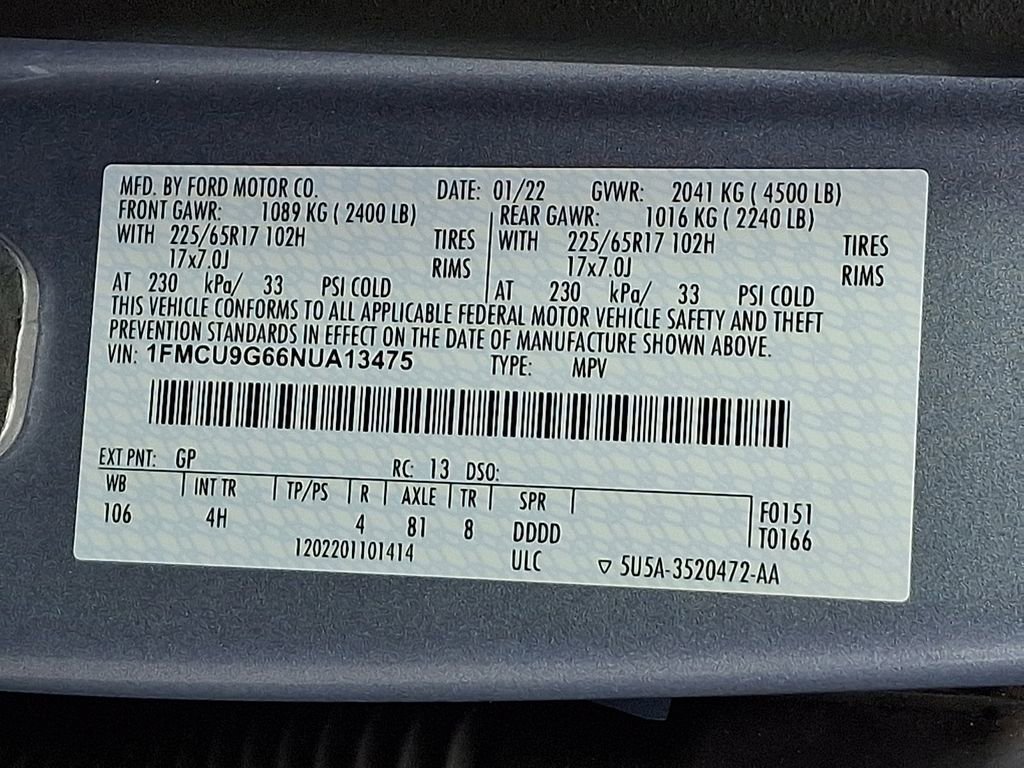 MFD. BY FORD MOTOR CO. DATE: 01/22 GVWR: 2041 KG ( 4500 LB)
FRONT GAWR: 1089 KG ( 2400 LB) REAR GAWR: 1016 KG ( 2240 LB)
WITH 225/65R17 102H TIRES WITH 225/65R17 102H TIRES
17x7.0J RIMS 17x7.0J RIMS
AT 230 kPa/ 33 PSI COLD AT 230 kPa/ 33 PSI COLD
THIS VEHICLE CONFORMS TO ALL APPLICABLE FEDERAL MOTOR VEHICLE SAFETY AND THEFT
PREVENTION STANDARDS IN EFFECT ON THE DATE OF MANUFACTURE SHOWN ABOVE.
VIN: 1FMCU9G66NUA13475 TYPE: MPV
EXT PNT: GP RC: 13 DSO:
WB INT TR TP/PS R AXLE TR SPR F0151
106 4H 4 81 8 DDDD T0166
1202201101414 ULC ▽ 5U5A-3520472-AA